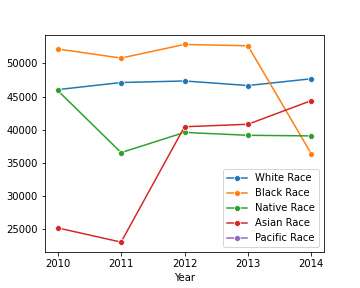 50000
45000
40000
35000
30000
25000
2010 2011 2012 2013 2014
Year
White Race
Black Race
Native Race
Asian Race
Pacific Race